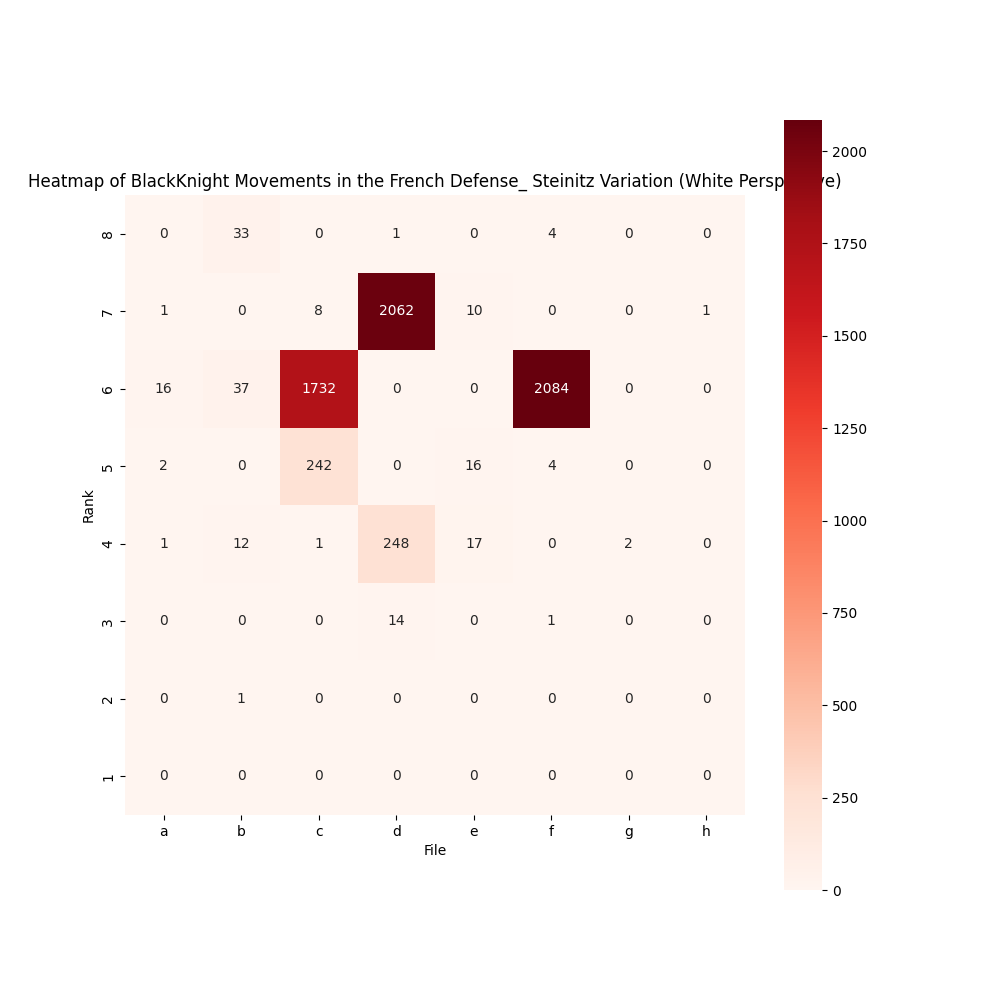 Heatmap of BlackKnight Movements in the French Defense_ Steinitz Variation (White Perspective)
8 0 33 0 1 0 4 0 0
7 1 0 8 2062 10 0 0 1
6 16 37 1732 0 0 2084 0 0
5 2 0 242 0 16 4 0 0
4 1 12 1 248 17 0 2 0
3 0 0 0 14 0 1 0 0
2 0 1 0 0 0 0 0 0
1 0 0 0 0 0 0 0 0
a b c d e f g h
File
Rank
2000
1750
1500
1250
1000
750
500
250
0